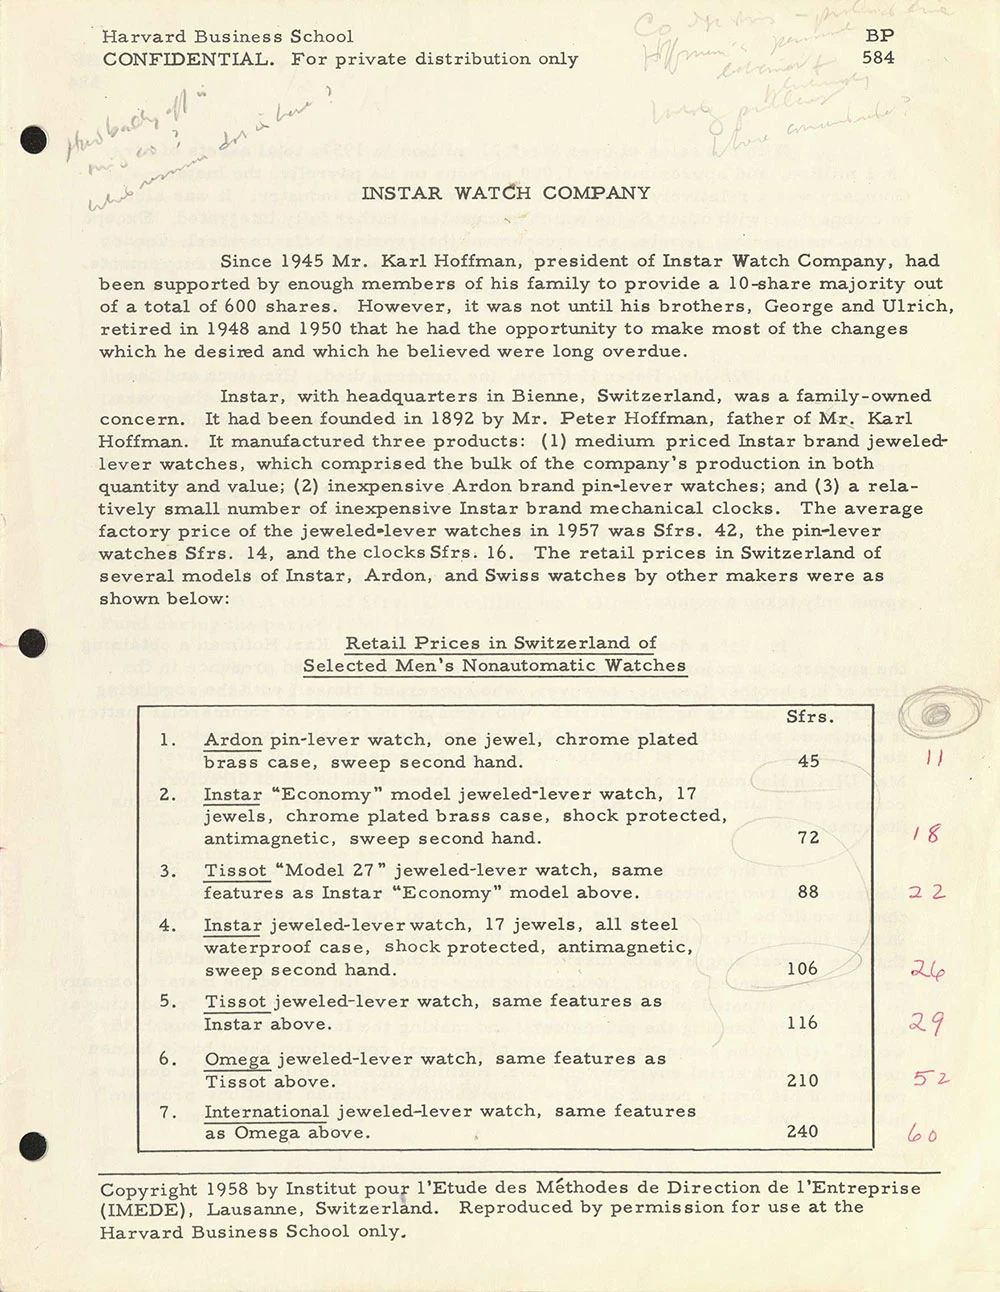 Harvard Business School
BP
CONFIDENTIAL. For private distribution only
584
INSTAR WATCH COMPANY
Since 1945 Mr. Karl Hoffman, president of Instar Watch Company, had
been supported by enough members of his family to provide a 10-share majority out
of a total of 600 shares. However, it was not until his brothers, George and Ulrich,
retired in 1948 and 1950 that he had the opportunity to make most of the changes
which he desired and which he believed were long overdue.
Instar, with headquarters in Bienne, Switzerland, was a family-owned
concern. It had been founded in 1892 by Mr. Peter Hoffman, father of Mr. Karl
Hoffman. It manufactured three products: (1) medium priced Instar brand jeweled-
lever watches, which comprised the bulk of the company's production in both
quantity and value; (2) inexpensive Ardon brand pin-lever watches; and (3) a rela-
tively small number of inexpensive Instar brand mechanical clocks. The average
factory price of the jeweled-lever watches in 1957 was Sfrs. 42, the pin-lever
watches Sfrs. 14, and the clocks Sfrs. 16. The retail prices in Switzerland of
several models of Instar, Ardon, and Swiss watches by other makers were as
shown below:
Retail Prices in Switzerland of
Selected Men's Nonautomatic Watches
Sfrs.
1. Ardon pin-lever watch, one jewel, chrome plated
brass case, sweep second hand. 45 11
2. Instar "Economy" model jeweled-lever watch, 17
jewels, chrome plated brass case, shock protected,
antimagnetic, sweep second hand. 72 18
3. Tissot "Model 27" jeweled-lever watch, same
features as Instar "Economy" model above. 88 22
4. Instar jeweled-lever watch, 17 jewels, all steel
waterproof case, shock protected, antimagnetic,
sweep second hand. 106 26
5. Tissot jeweled-lever watch, same features as
Instar above. 116 29
6. Omega jeweled-lever watch, same features as
Tissot above. 210 52
7. International jeweled-lever watch, same features
as Omega above. 240 60
Copyright 1958 by Institut pour l'Etude des Méthodes de Direction de l'Entreprise
(IMEDE), Lausanne, Switzerland. Reproduced by permission for use at the
Harvard Business School only.